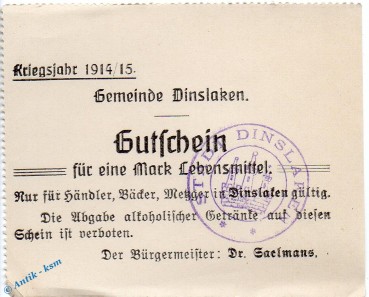 Kriegsjahr 1914/15.
Gemeinde Dinslaken.
Gutschein
für eine Mark Lebensmittel.
Nur für Händler, Bäcker, Metzger in Dinslaken gültig.
Die Abgabe alkoholischer Getränke auf diesen
Schein ist verboten.
Der Bürgermeister: Dr. Saelmans.
STADT DINSLAKEN
© Antik - ksm